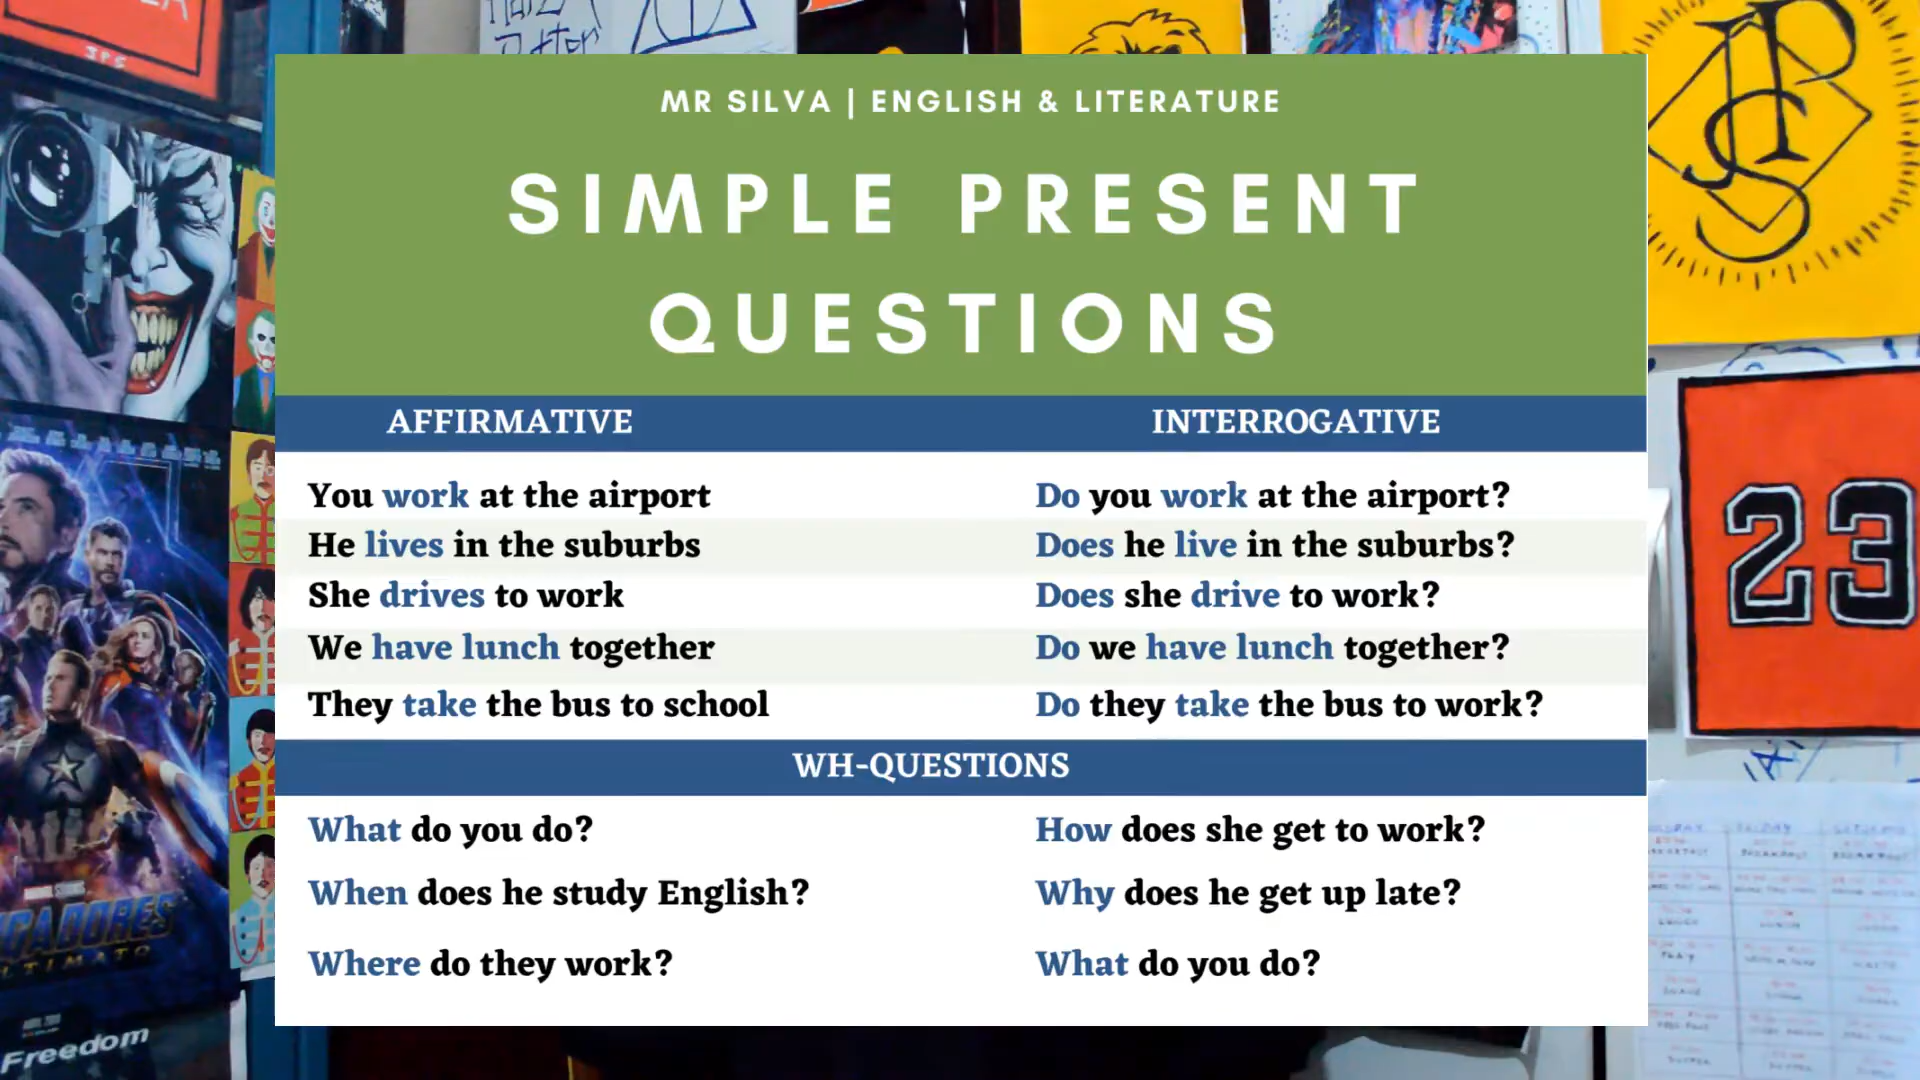 JPS
Harry
Potter
MR SILVA | ENGLISH & LITERATURE
SIMPLE PRESENT
QUESTIONS
AFFIRMATIVE
INTERROGATIVE
You work at the airport
Do you work at the airport?
He lives in the suburbs
Does he live in the suburbs?
She drives to work
Does she drive to work?
We have lunch together
Do we have lunch together?
They take the bus to school
Do they take the bus to work?
WH-QUESTIONS
What do you do?
How does she get to work?
When does he study English?
Why does he get up late?
Where do they work?
What do you do?
JPS
23
Freedom